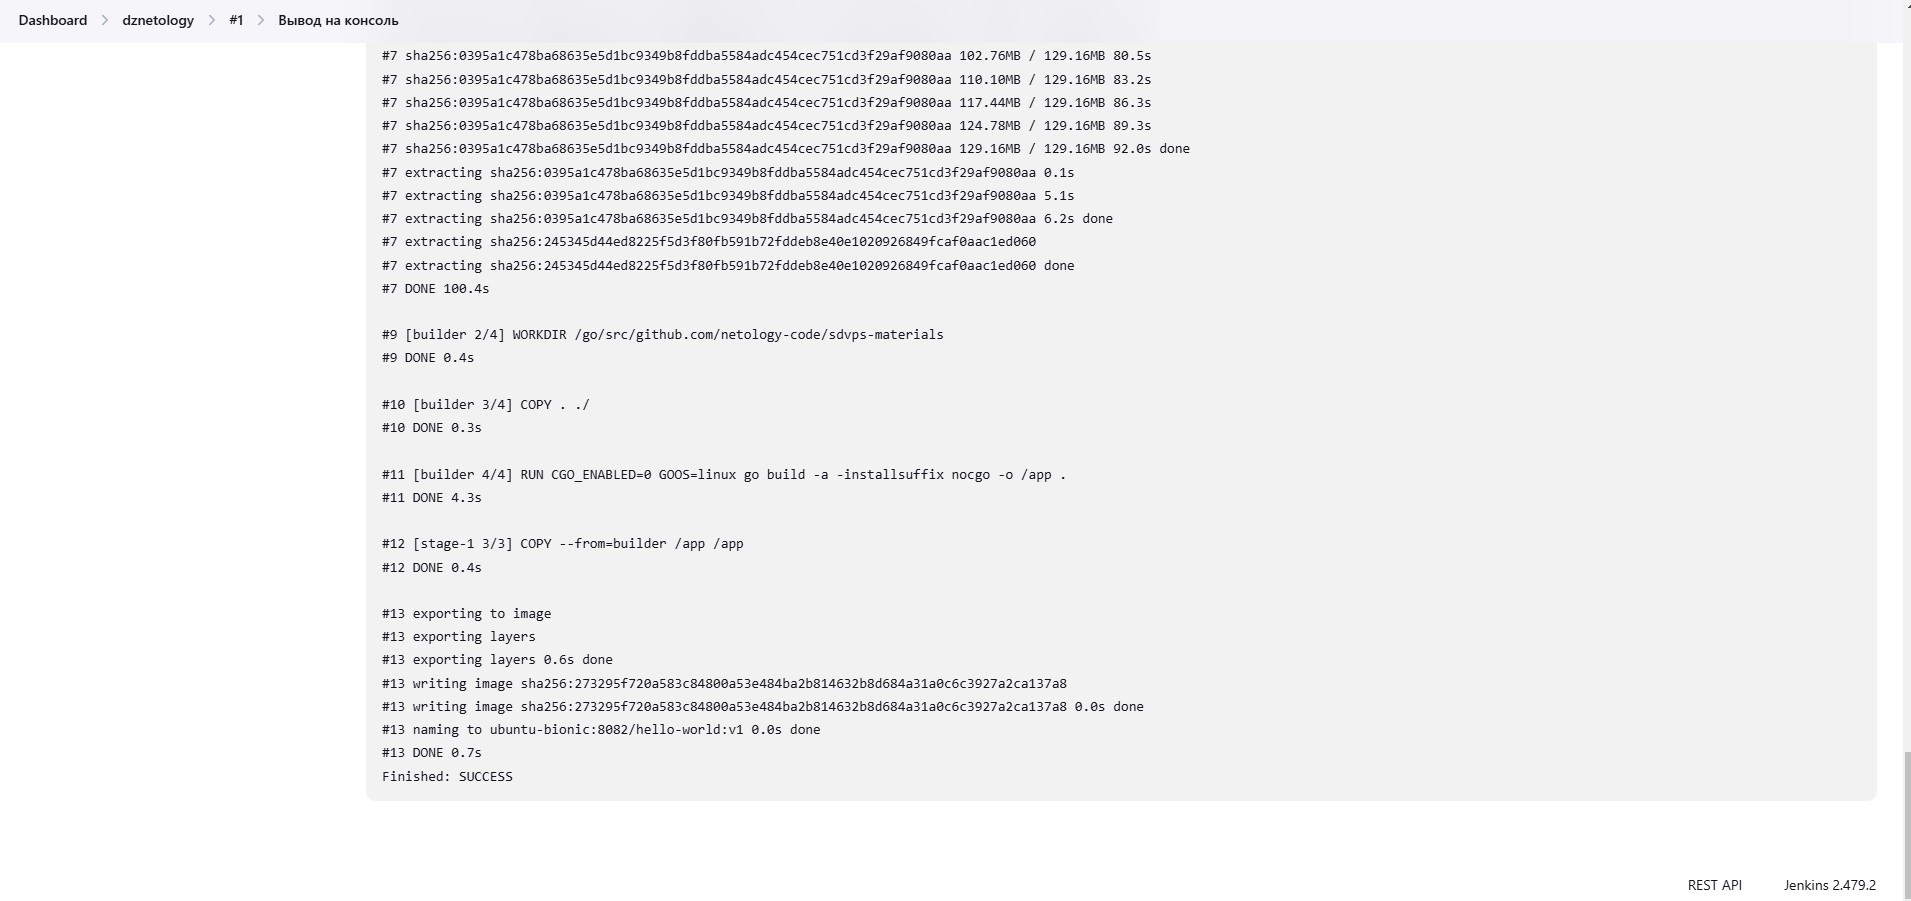 Dashboard > dznetology > #1 > Вывод на консоль
#7 sha256:0395a1c478ba68635e5d1bc9349b8fddba5584adc454cec751cd3f29af9080aa 102.76MB / 129.16MB 80.5s
#7 sha256:0395a1c478ba68635e5d1bc9349b8fddba5584adc454cec751cd3f29af9080aa 110.10MB / 129.16MB 83.2s
#7 sha256:0395a1c478ba68635e5d1bc9349b8fddba5584adc454cec751cd3f29af9080aa 117.44MB / 129.16MB 86.3s
#7 sha256:0395a1c478ba68635e5d1bc9349b8fddba5584adc454cec751cd3f29af9080aa 124.78MB / 129.16MB 89.3s
#7 sha256:0395a1c478ba68635e5d1bc9349b8fddba5584adc454cec751cd3f29af9080aa 129.16MB / 129.16MB 92.0s done
#7 extracting sha256:0395a1c478ba68635e5d1bc9349b8fddba5584adc454cec751cd3f29af9080aa 0.1s
#7 extracting sha256:0395a1c478ba68635e5d1bc9349b8fddba5584adc454cec751cd3f29af9080aa 5.1s
#7 extracting sha256:0395a1c478ba68635e5d1bc9349b8fddba5584adc454cec751cd3f29af9080aa 6.2s done
#7 extracting sha256:245345d44ed8225f5d3f80fb591b72fddeb8e40e1020926849fcaf0aac1ed060
#7 extracting sha256:245345d44ed8225f5d3f80fb591b72fddeb8e40e1020926849fcaf0aac1ed060 done
#7 DONE 100.4s
#9 [builder 2/4] WORKDIR /go/src/github.com/netology-code/sdvps-materials
#9 DONE 0.4s
#10 [builder 3/4] COPY . ./
#10 DONE 0.3s
#11 [builder 4/4] RUN CGO_ENABLED=0 GOOS=linux go build -a -installsuffix nocgo -o /app .
#11 DONE 4.3s
#12 [stage-1 3/3] COPY --from=builder /app /app
#12 DONE 0.4s
#13 exporting to image
#13 exporting layers
#13 exporting layers 0.6s done
#13 writing image sha256:273295f720a583c84800a53e484ba2b814632b8d684a31a0c6c3927a2ca137a8
#13 writing image sha256:273295f720a583c84800a53e484ba2b814632b8d684a31a0c6c3927a2ca137a8 0.0s done
#13 naming to ubuntu-bionic:8082/hello-world:v1 0.0s done
#13 DONE 0.7s
Finished: SUCCESS
REST API Jenkins 2.479.2